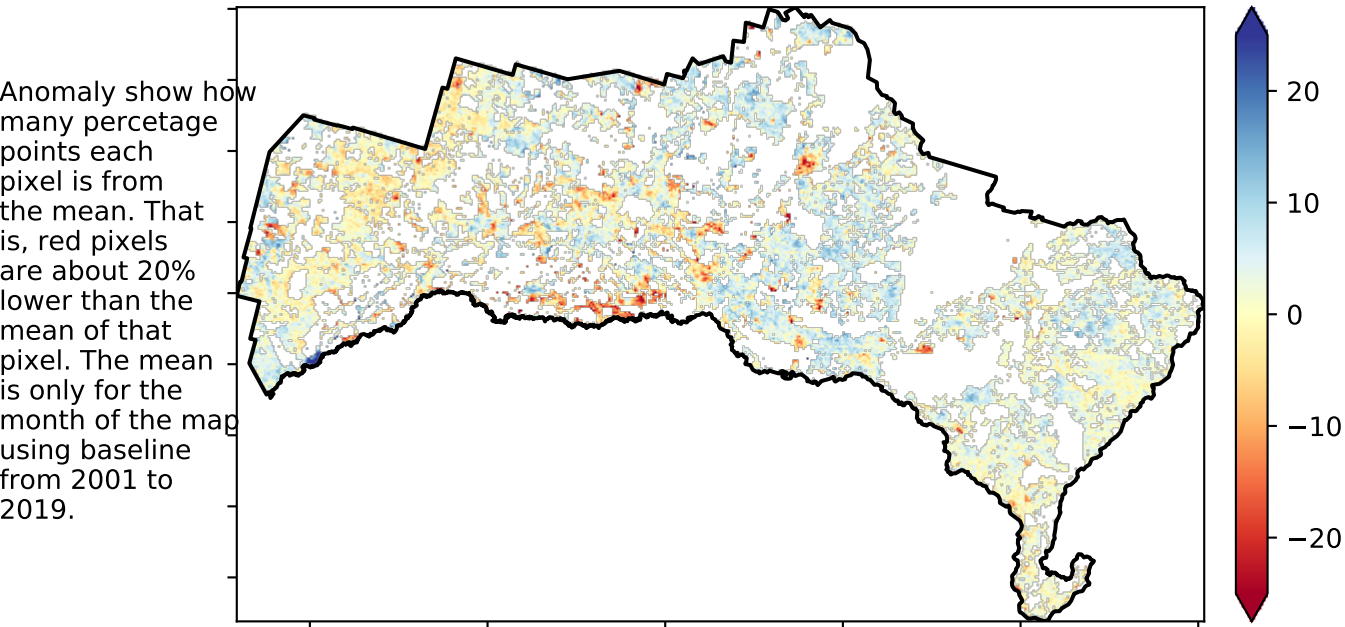 Anomaly show how
many percetage
points each
pixel is from
the mean. That
is, red pixels
are about 20%
lower than the
mean of that
pixel. The mean
is only for the
month of the map
using baseline
from 2001 to
2019.
20
10
0
−10
−20